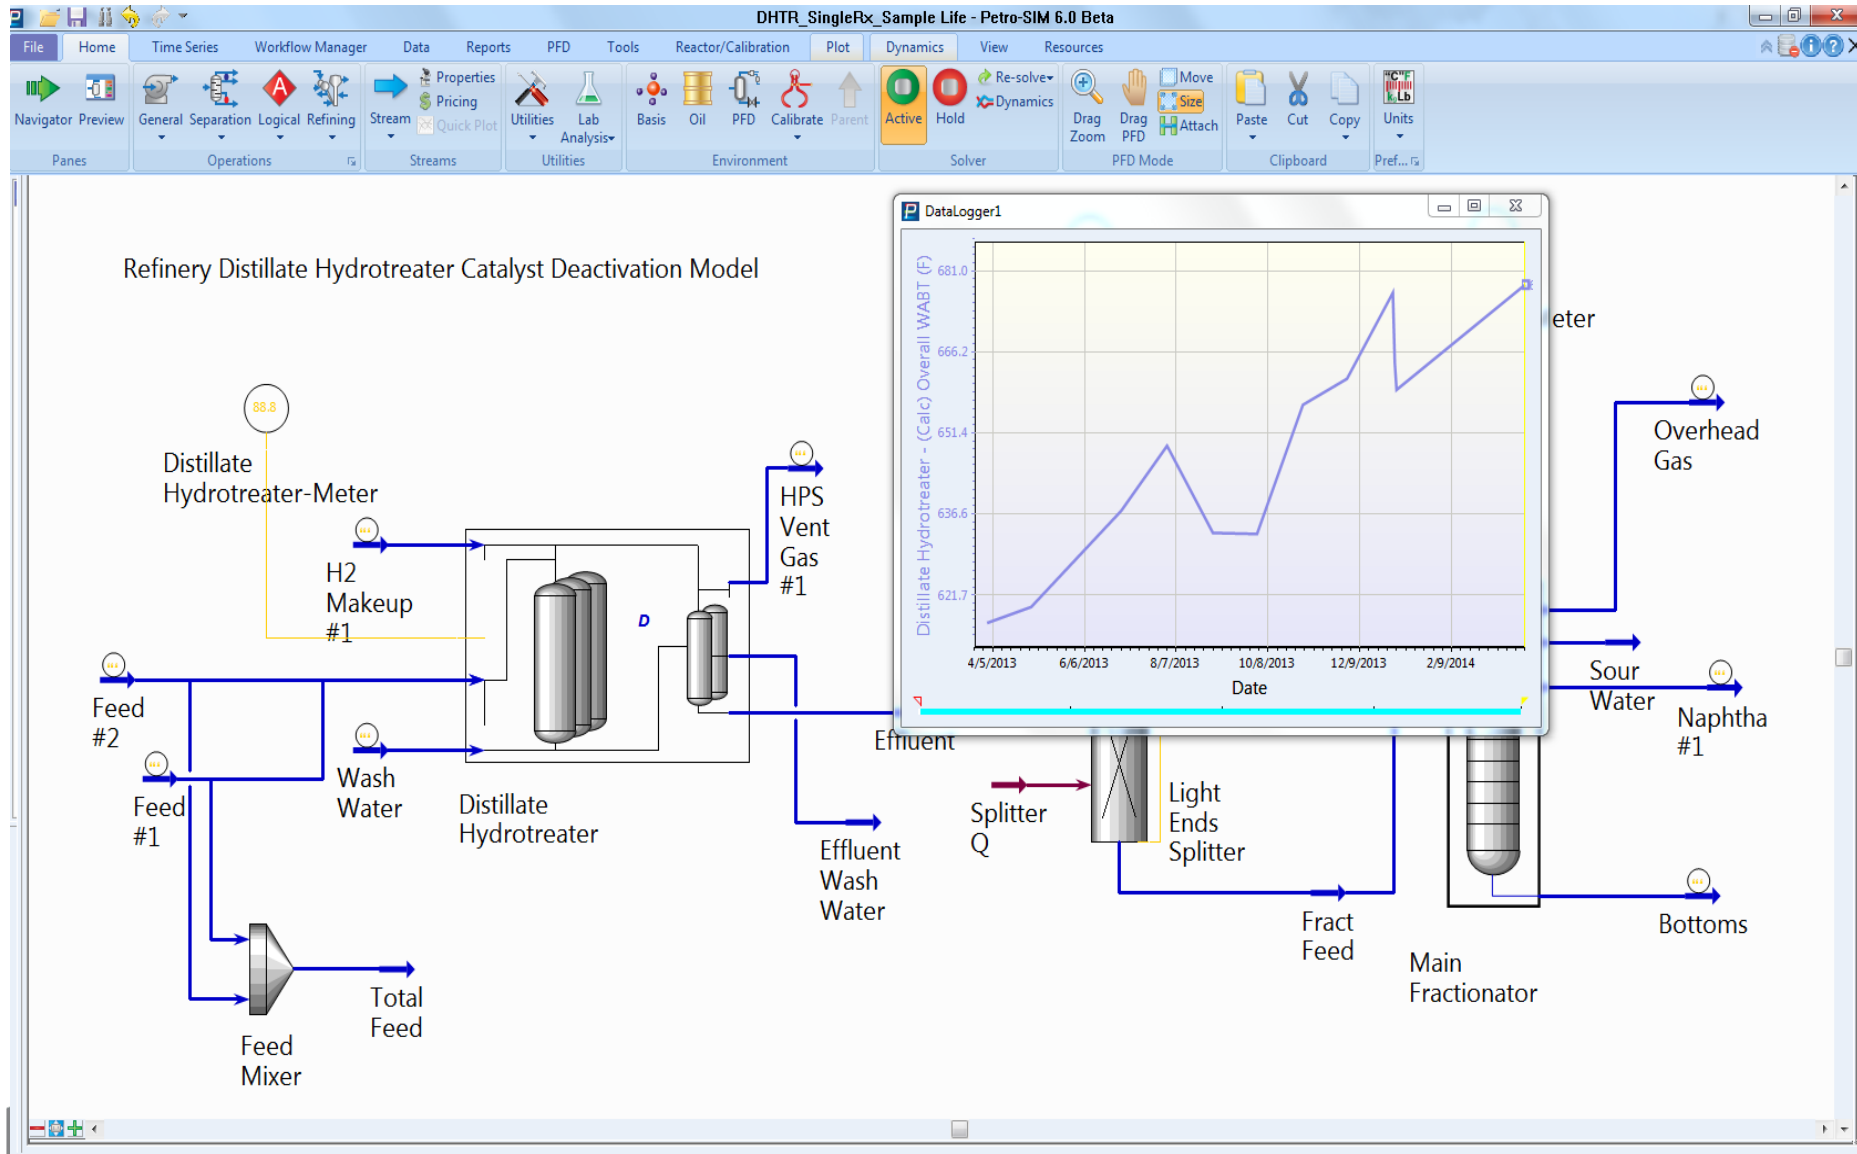 DHTR_SingleRx_Sample Life - Petro-SIM 6.0 Beta
File Home Time Series Workflow Manager Data Reports PFD Tools Reactor/Calibration Plot Dynamics View Resources
Navigator Preview
Panes
General Separation Logical Refining
Operations
Stream
Properties
Pricing
Quick Plot
Streams
Utilities
Lab
Analysis
Utilities
Basis Oil PFD Calibrate Parent
Environment
Active Hold
Re-solve
Dynamics
Solver
Drag
Zoom
Drag
PFD
Move
Size
Attach
PFD Mode
Paste Cut Copy
Clipboard
"C"F
k Lb
Units
Pref...
Refinery Distillate Hydrotreater Catalyst Deactivation Model
88.8
Distillate
Hydrotreater-Meter
H2
Makeup
#1
HPS
Vent
Gas
#1
D
Feed
#2
Feed
#1
Wash
Water
Distillate
Hydrotreater
Effluent
Effluent
Wash
Water
Total
Feed
Feed
Mixer
DataLogger1
Distillate Hydrotreater - (Calc) Overall WABT (F)
681.0
666.2
651.4
636.6
621.7
4/5/2013 6/6/2013 8/7/2013 10/8/2013 12/9/2013 2/9/2014
Date
eter
Overhead
Gas
Sour
Water
Naphtha
#1
Splitter
Q
Light
Ends
Splitter
Fract
Feed
Main
Fractionator
Bottoms